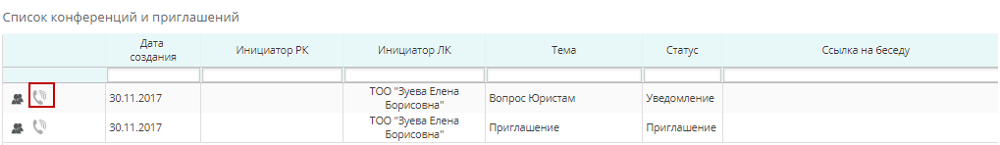 Список конференций и приглашений
Дата создания Инициатор РК Инициатор ЛК Тема Статус Ссылка на беседу
30.11.2017 ТОО "Зуева Елена Борисовна" Вопрос Юристам Уведомление
30.11.2017 ТОО "Зуева Елена Борисовна" Приглашение Приглашение